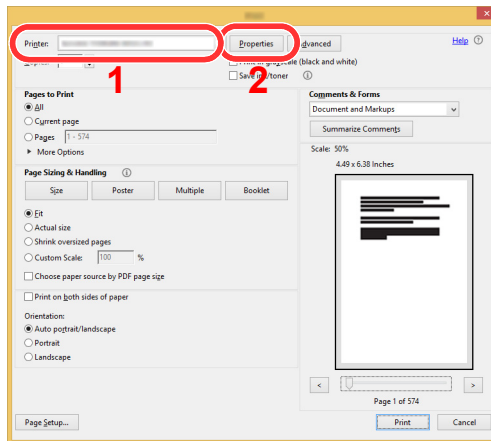 Printer:
Properties
Advanced
Help
1
2
Print in grayscale (black and white)
Save ink/toner
Pages to Print
All
Current page
Pages 1 - 574
More Options
Comments & Forms
Document and Markups
Summarize Comments
Page Sizing & Handling
Size Poster Multiple Booklet
Fit
Actual size
Shrink oversized pages
Custom Scale: 100 %
Choose paper source by PDF page size
Print on both sides of paper
Orientation:
Auto portrait/landscape
Portrait
Landscape
Scale: 50%
4.49 x 6.38 Inches
< >
Page 1 of 574
Page Setup...
Print
Cancel